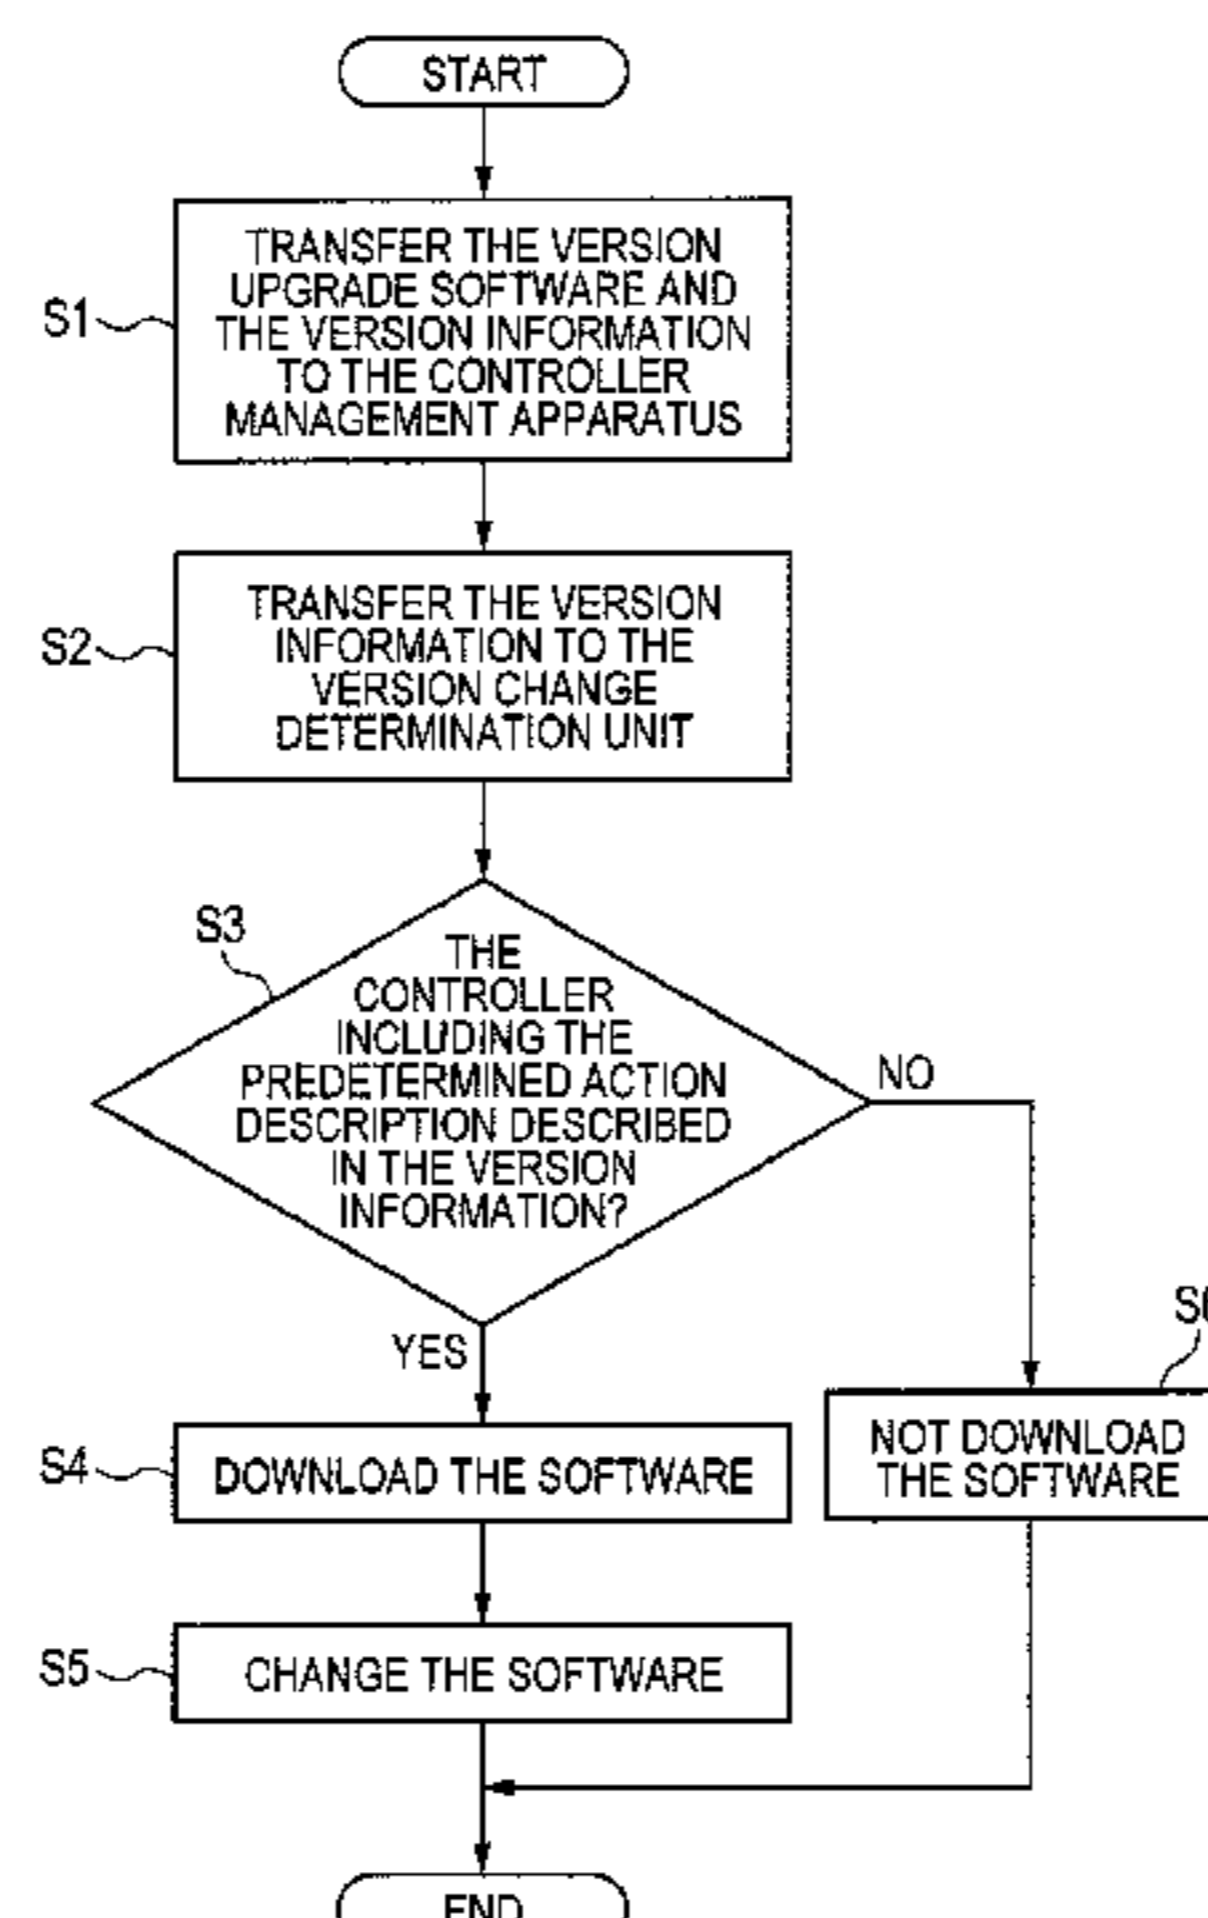 START
S1
TRANSFER THE VERSION
UPGRADE SOFTWARE AND
THE VERSION INFORMATION
TO THE CONTROLLER
MANAGEMENT APPARATUS
S2
TRANSFER THE VERSION
INFORMATION TO THE
VERSION CHANGE
DETERMINATION UNIT
S3
THE
CONTROLLER
INCLUDING THE
PREDETERMINED ACTION
DESCRIPTION DESCRIBED
IN THE VERSION
INFORMATION?
NO
YES
S6
S4
DOWNLOAD THE SOFTWARE
NOT DOWNLOAD
THE SOFTWARE
S5
CHANGE THE SOFTWARE
END